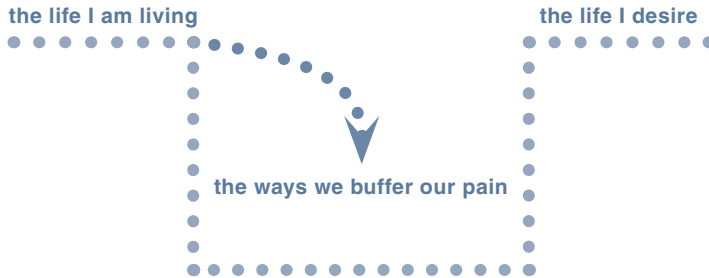 the life I am living
the life I desire
the ways we buffer our pain